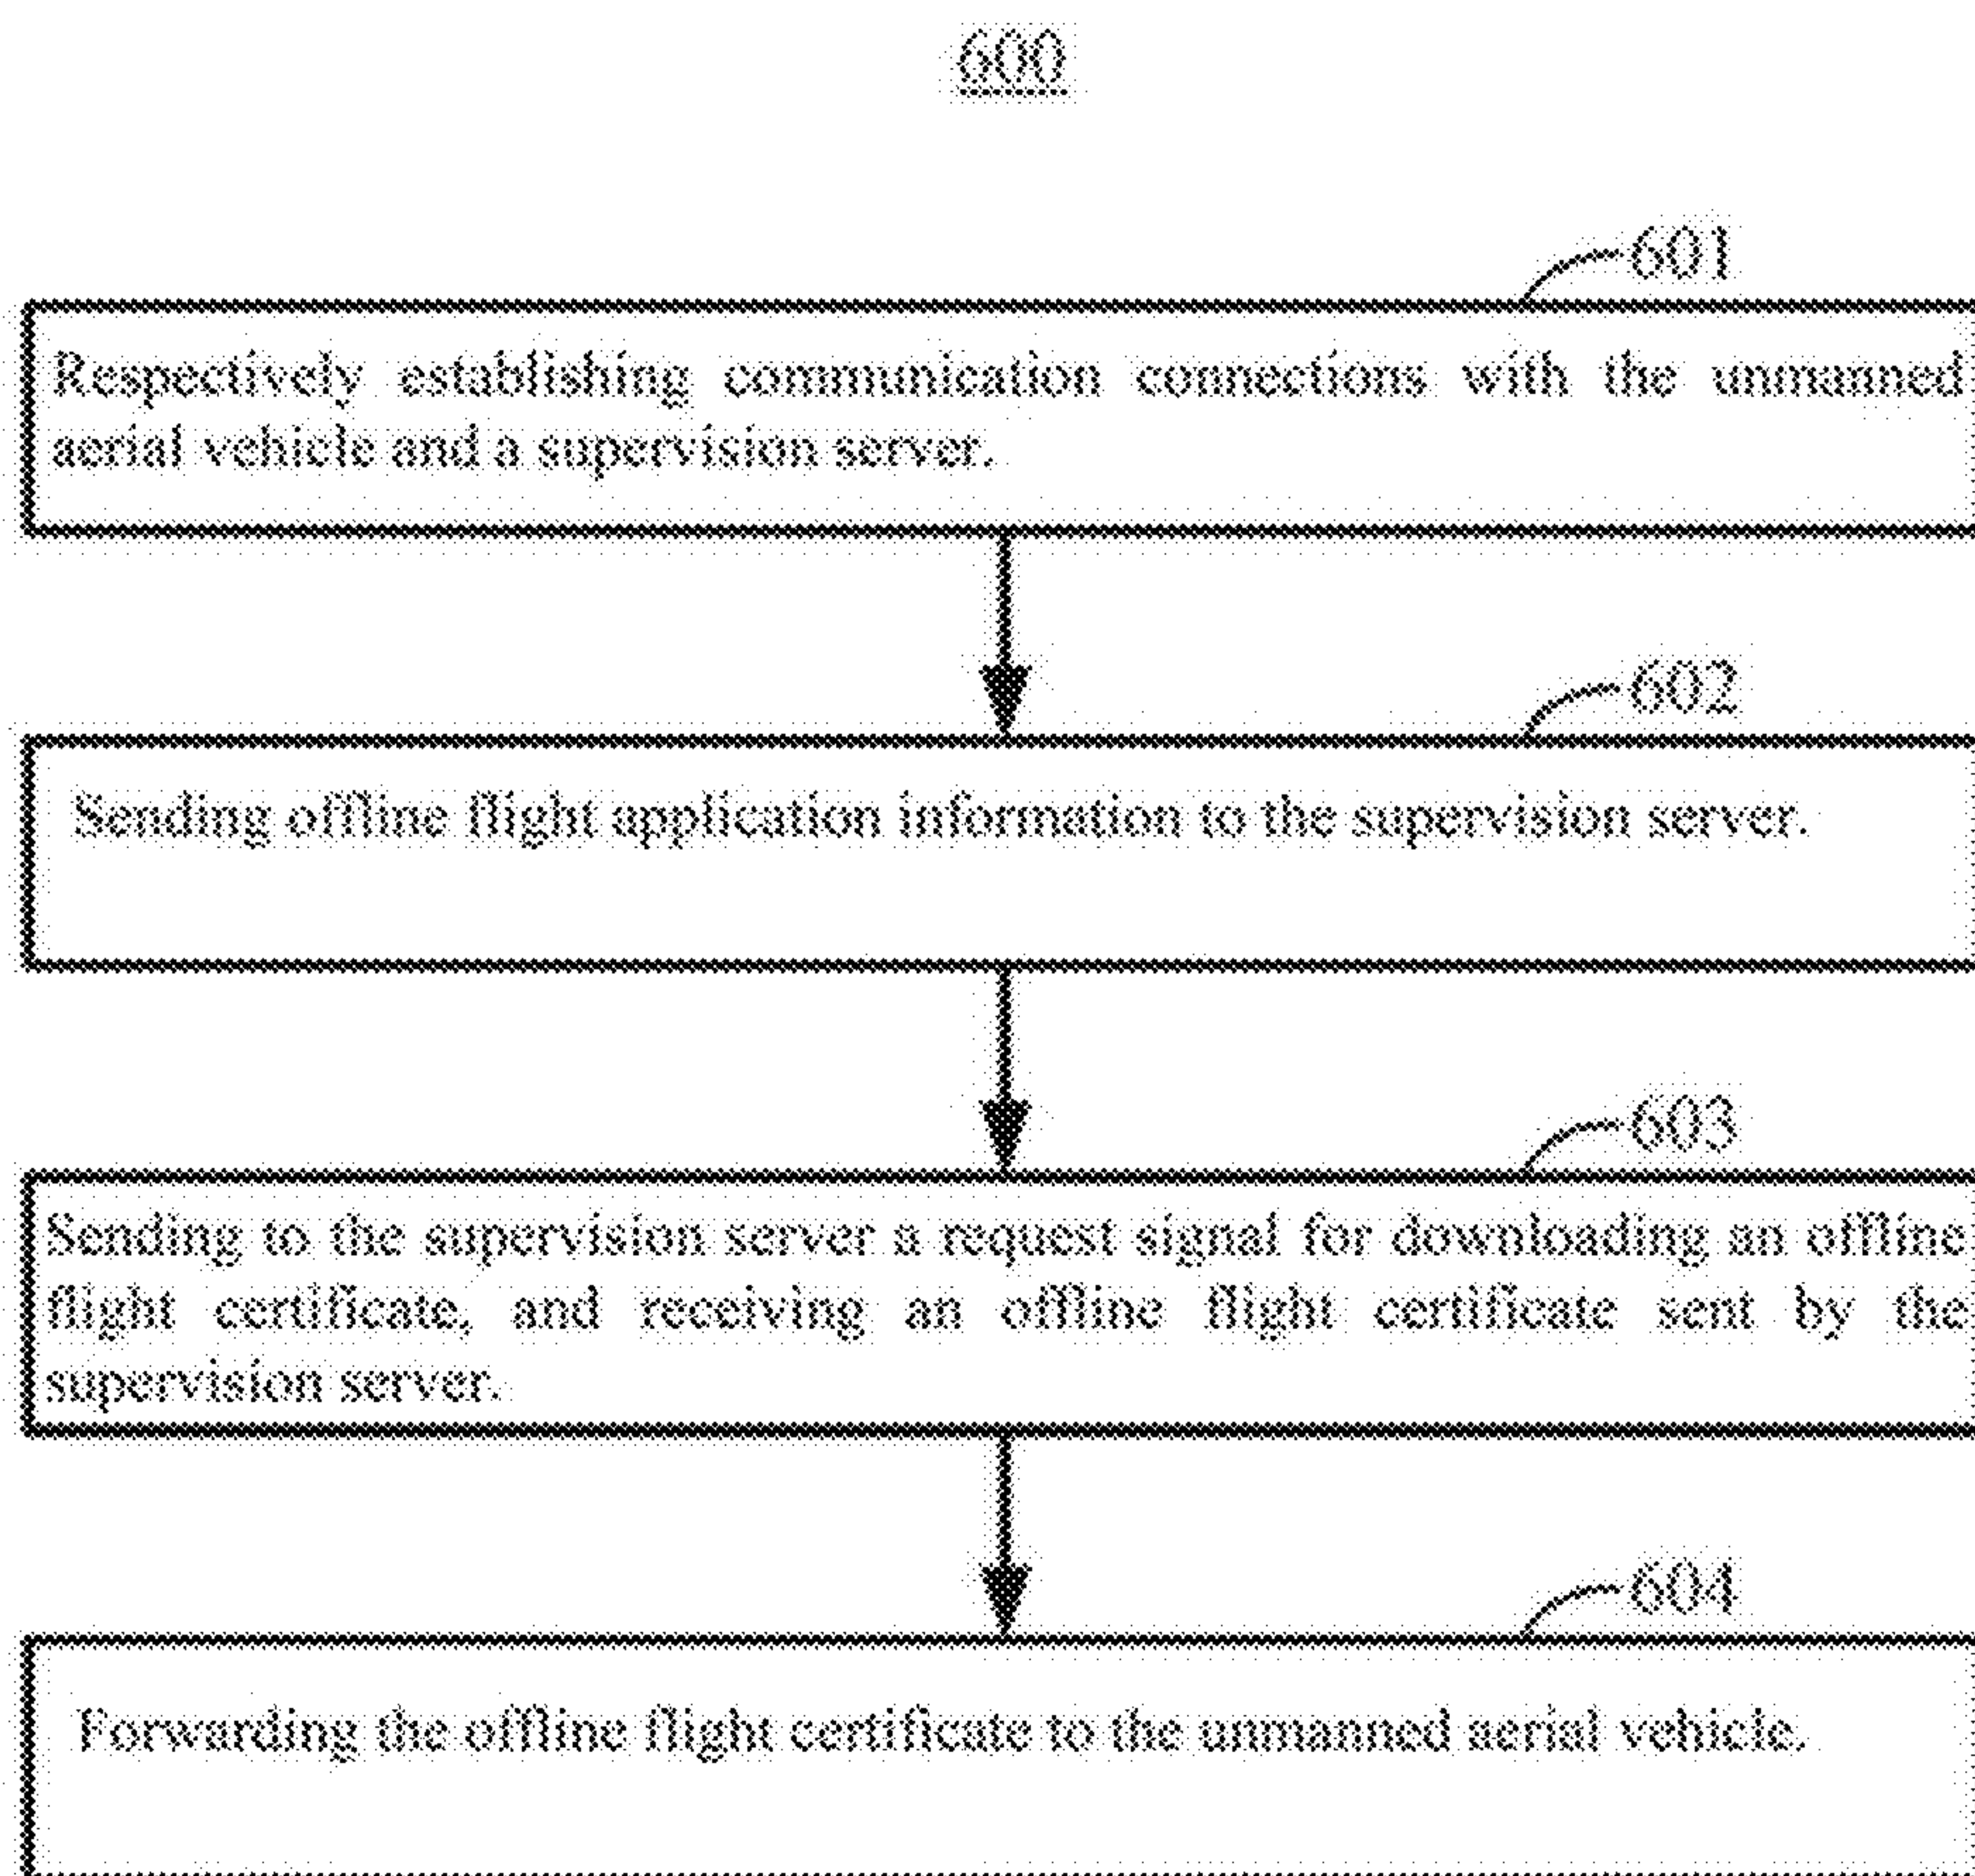 600
601
Respectively establishing communication connections with the unmanned
aerial vehicle and a supervision server.
602
Sending offline flight application information to the supervision server.
603
Sending to the supervision server a request signal for downloading an offline
flight certificate, and receiving an offline flight certificate sent by the
supervision server.
604
Forwarding the offline flight certificate to the unmanned aerial vehicle.